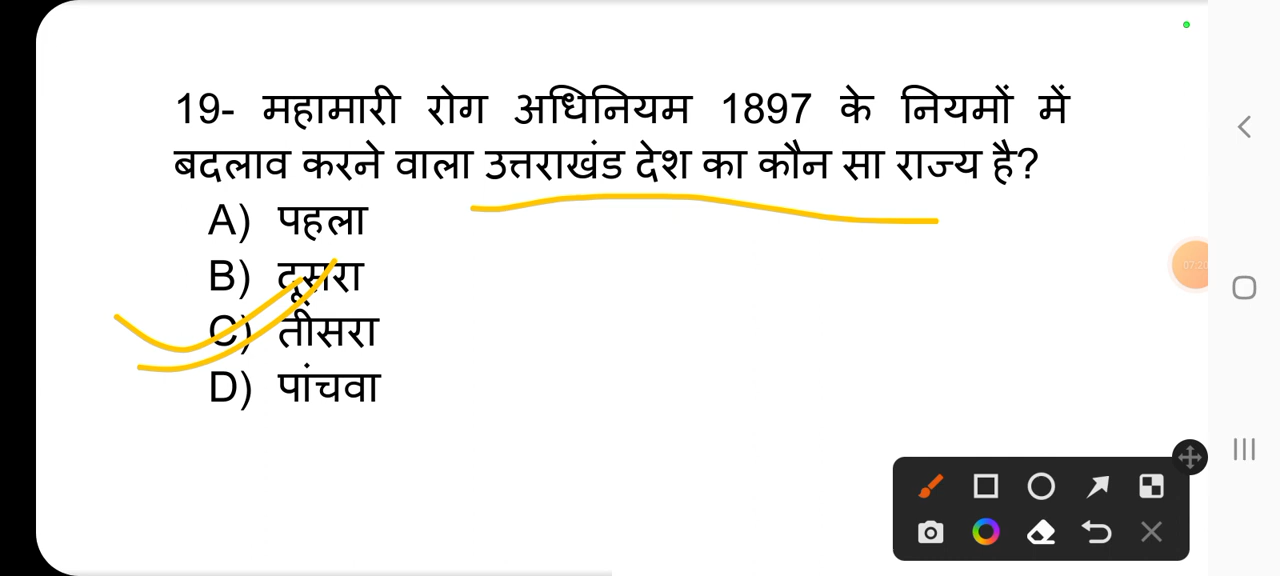 19- महामारी रोग अधिनियम 1897 के नियमों में
बदलाव करने वाला उत्तराखंड देश का कौन सा राज्य है?
A) पहला
B) दूसरा
C) तीसरा
D) पांचवा